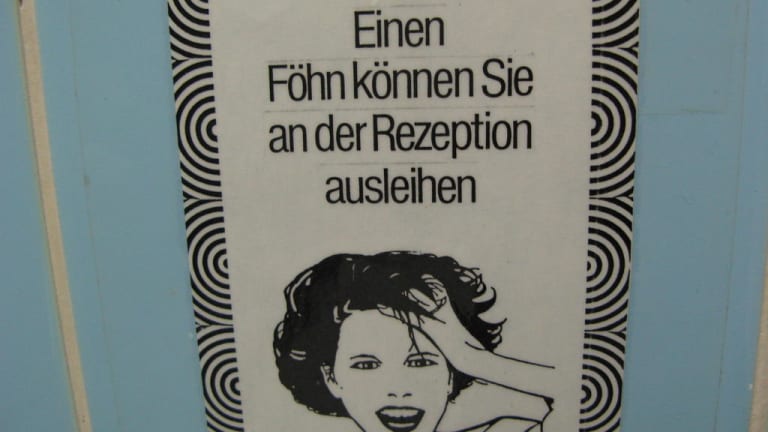 Einen
Föhn können Sie
an der Rezeption
ausleihen